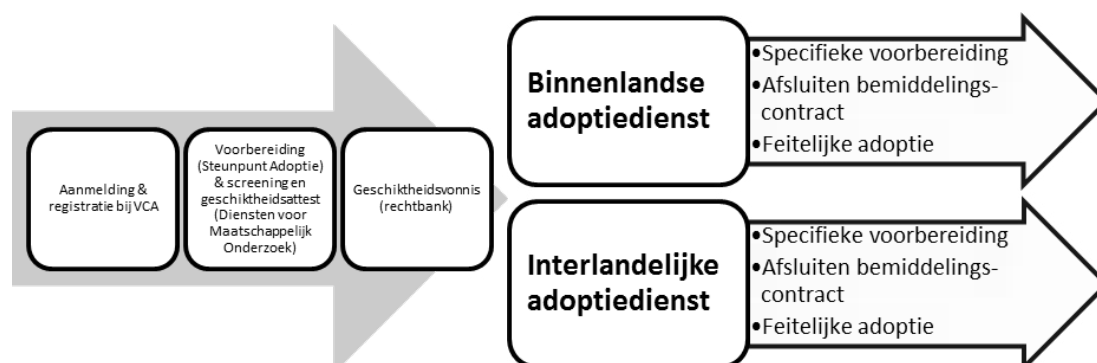 Aanmelding &
registratie bij VCA
Voorbereiding
(Steunpunt Adoptie)
& screening en
geschiktheidsattest
(Diensten voor
Maatschappelijk
Onderzoek)
Geschiktheidsvonnis
(rechtbank)
Binnenlandse
adoptiedienst
•Specifieke voorbereiding
•Afsluiten bemiddelings-
contract
•Feitelijke adoptie
Interlandelijke
adoptiedienst
•Specifieke voorbereiding
•Afsluiten bemiddelings-
contract
•Feitelijke adoptie